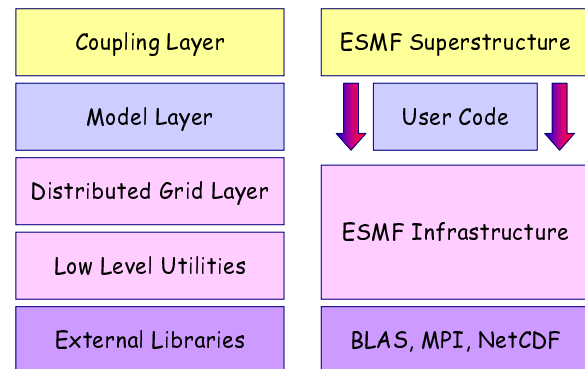 Coupling Layer
ESMF Superstructure
Model Layer
User Code
Distributed Grid Layer
ESMF Infrastructure
Low Level Utilities
External Libraries
BLAS, MPI, NetCDF